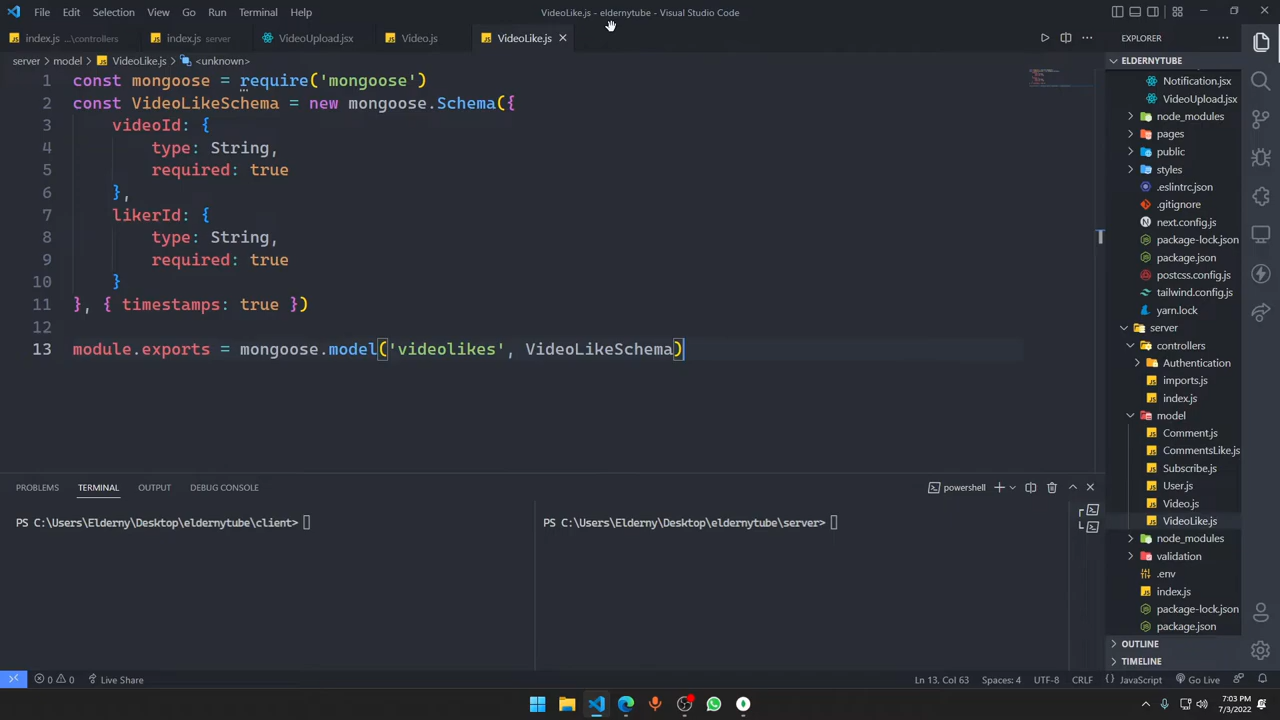 File Edit Selection View Go Run Terminal Help
VideoLike.js - eldernytube - Visual Studio Code
index.js ...\controllers
index.js server
VideoUpload.jsx
Video.js
VideoLike.js
server > model > VideoLike.js > <unknown>
1 const mongoose = require('mongoose')
2 const VideoLikeSchema = new mongoose.Schema({
3 videoId: {
4 type: String,
5 required: true
6 },
7 likerId: {
8 type: String,
9 required: true
10 }
11 }, { timestamps: true })
12
13 module.exports = mongoose.model('videolikes', VideoLikeSchema)
PROBLEMS TERMINAL OUTPUT DEBUG CONSOLE
powershell
PS C:\Users\Elderny\Desktop\eldernytube\client>
PS C:\Users\Elderny\Desktop\eldernytube\server>
EXPLORER
ELDERNYTUBE
Notification.jsx
VideoUpload.jsx
node_modules
pages
public
styles
.eslintrc.json
.gitignore
next.config.js
package-lock.json
package.json
postcss.config.js
tailwind.config.js
yarn.lock
server
controllers
Authentication
imports.js
index.js
model
Comment.js
CommentsLike.js
Subscribe.js
User.js
Video.js
VideoLike.js
node_modules
validation
.env
index.js
package-lock.json
package.json
OUTLINE
TIMELINE
0 0 Live Share
Ln 13, Col 63 Spaces: 4 UTF-8 CRLF JavaScript Go Live
7:03 PM
7/3/2022